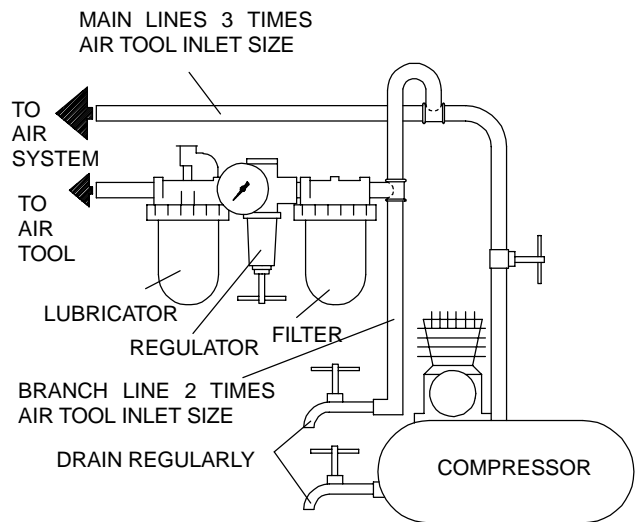 MAIN LINES 3 TIMES
AIR TOOL INLET SIZE
TO
AIR
SYSTEM
TO
AIR
TOOL
LUBRICATOR
REGULATOR
FILTER
BRANCH LINE 2 TIMES
AIR TOOL INLET SIZE
DRAIN REGULARLY
COMPRESSOR